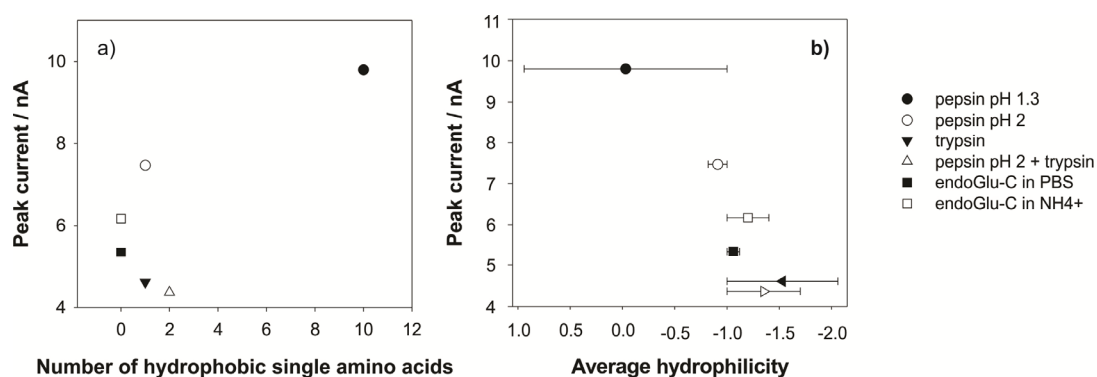 a)
Peak current / nA
10
8
6
4
0 2 4 6 8 10 12
Number of hydrophobic single amino acids
b)
Peak current / nA
11
10
9
8
7
6
5
4
1.0 0.5 0.0 -0.5 -1.0 -1.5 -2.0
Average hydrophilicity
pepsin pH 1.3
pepsin pH 2
trypsin
pepsin pH 2 + trypsin
endoGlu-C in PBS
endoGlu-C in NH4+